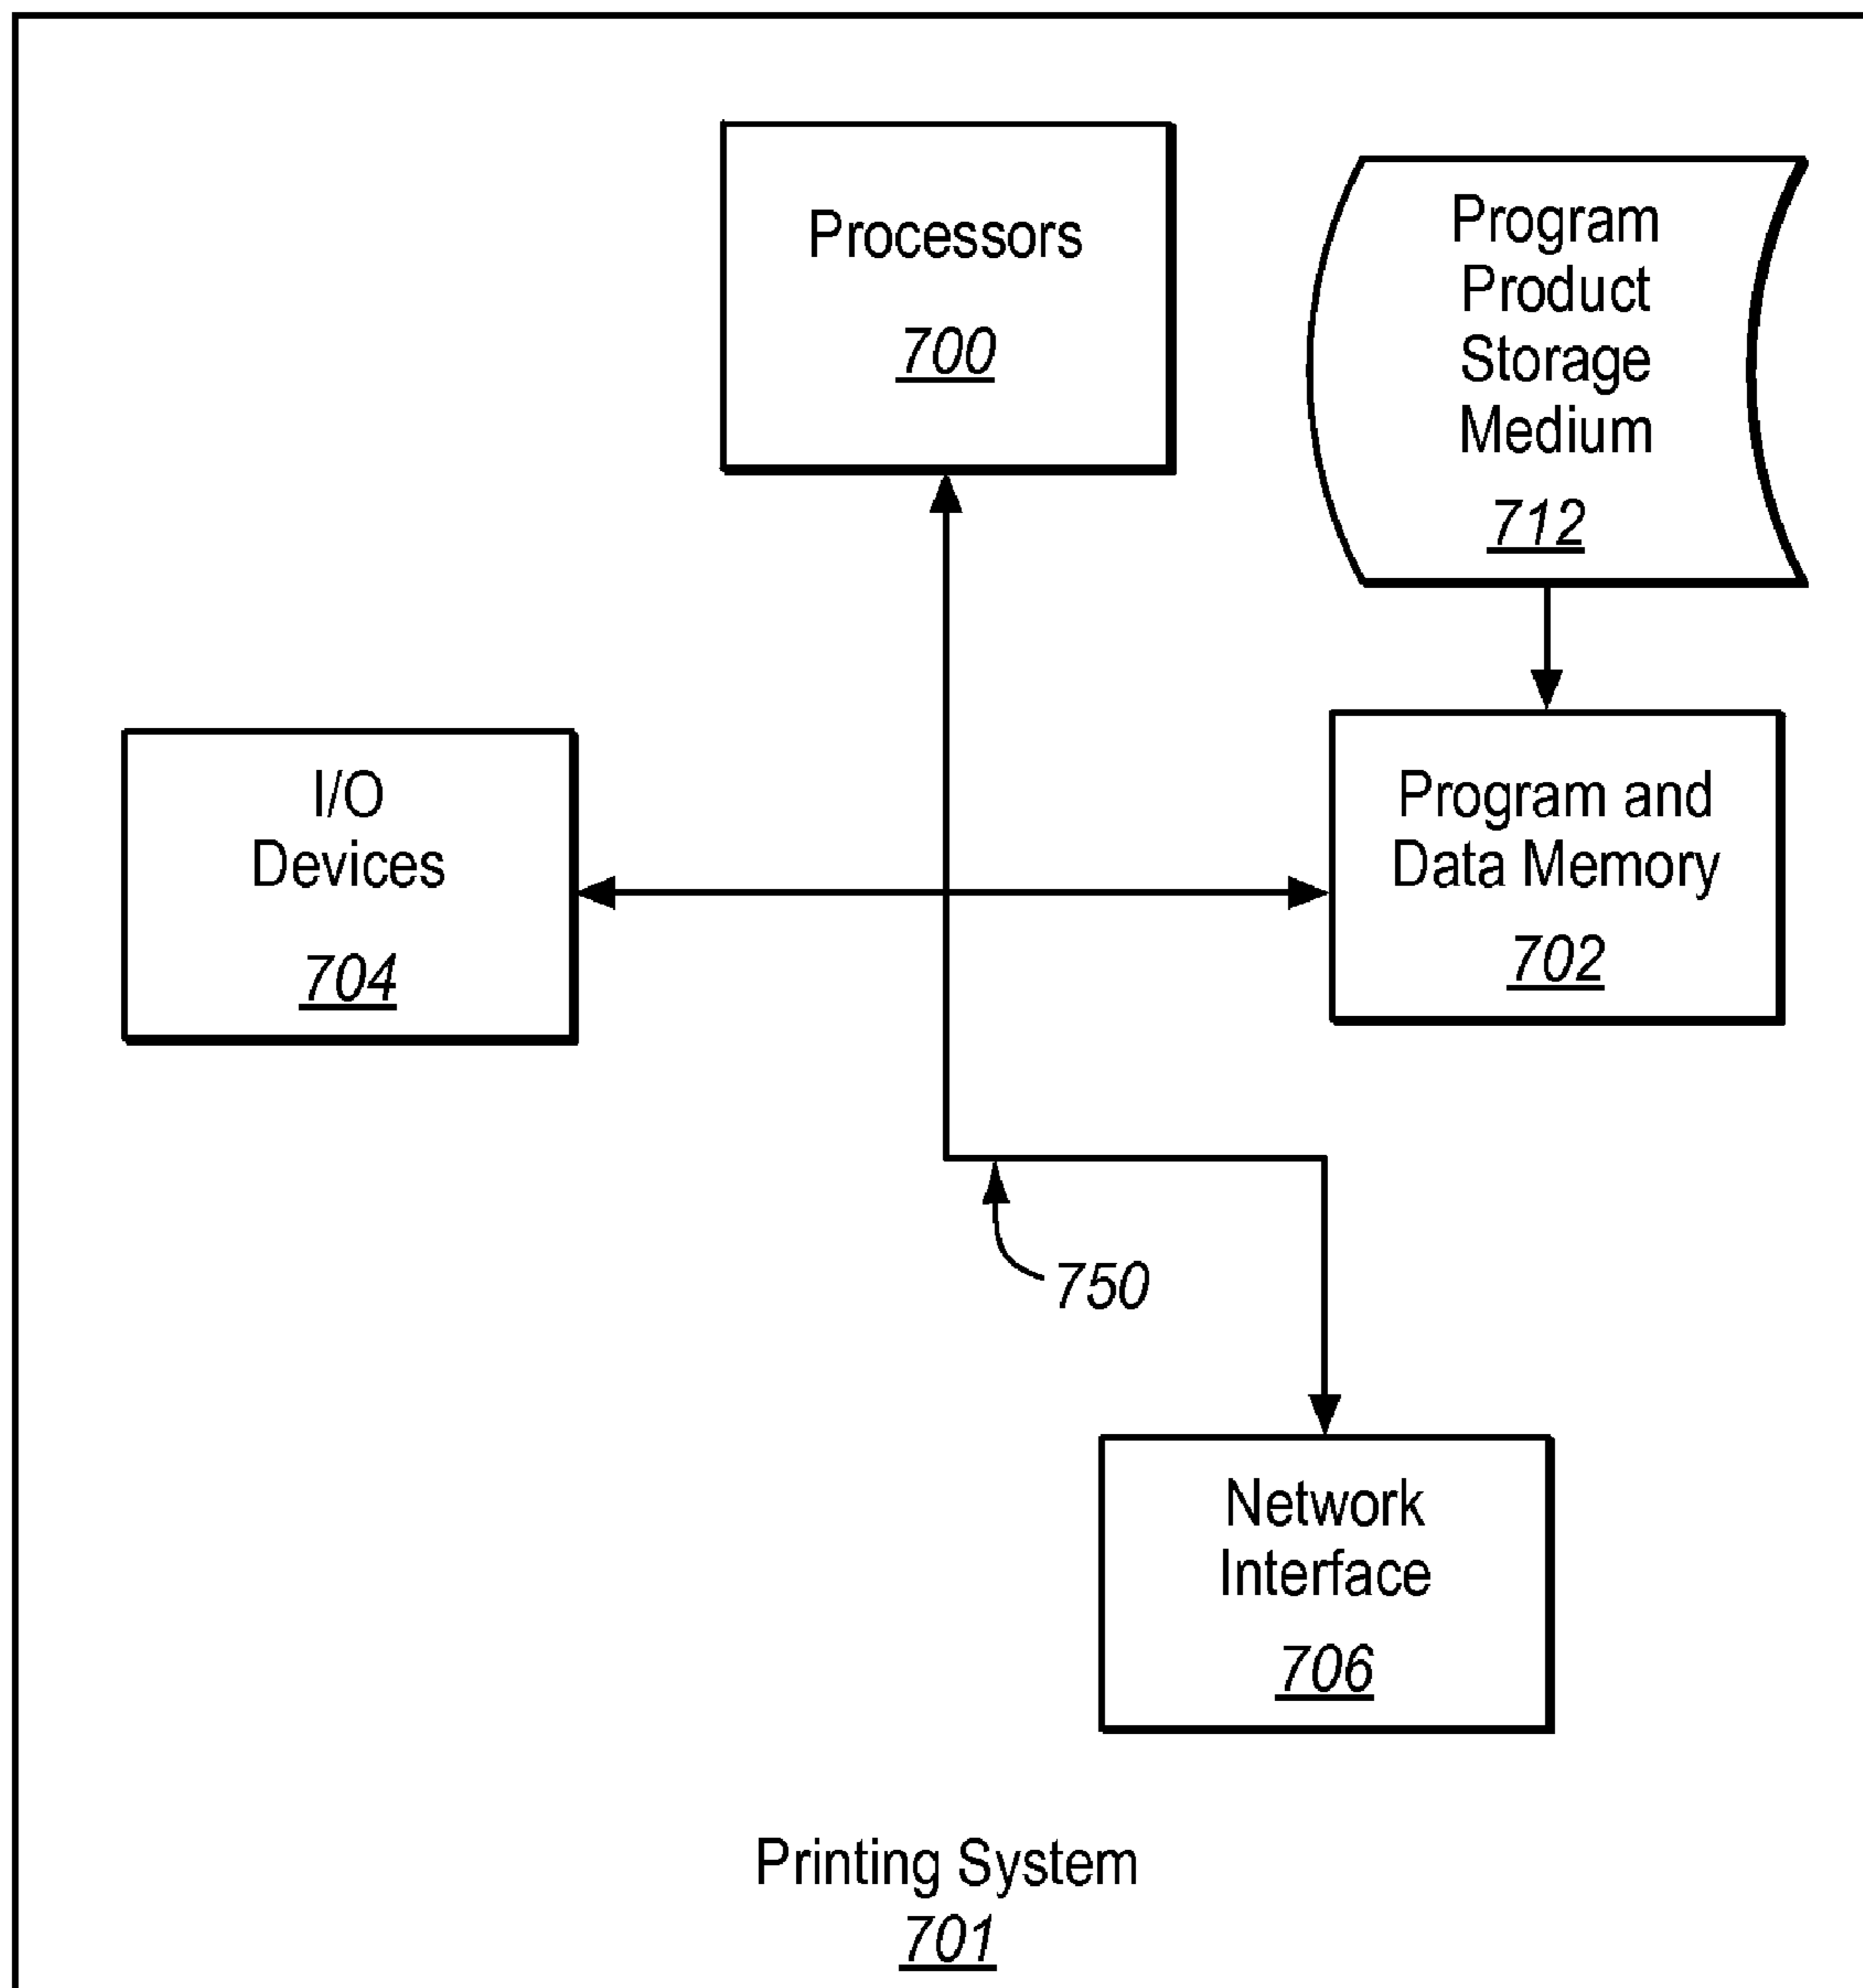 Processors
700
Program
Product
Storage
Medium
712
I/O
Devices
704
Program and
Data Memory
702
750
Network
Interface
706
Printing System
701